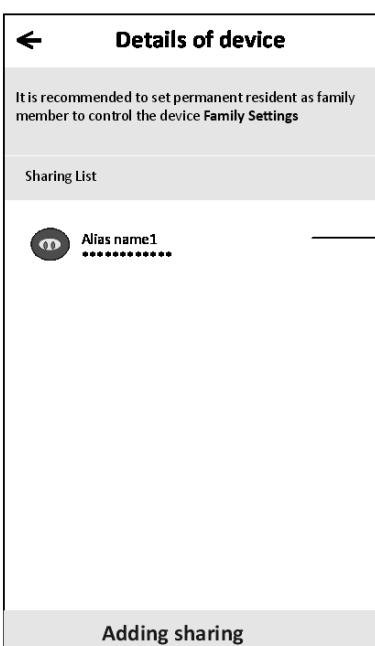 Details of device
It is recommended to set permanent resident as family
member to control the device Family Settings
Sharing List
Alias name1
************
Adding sharing